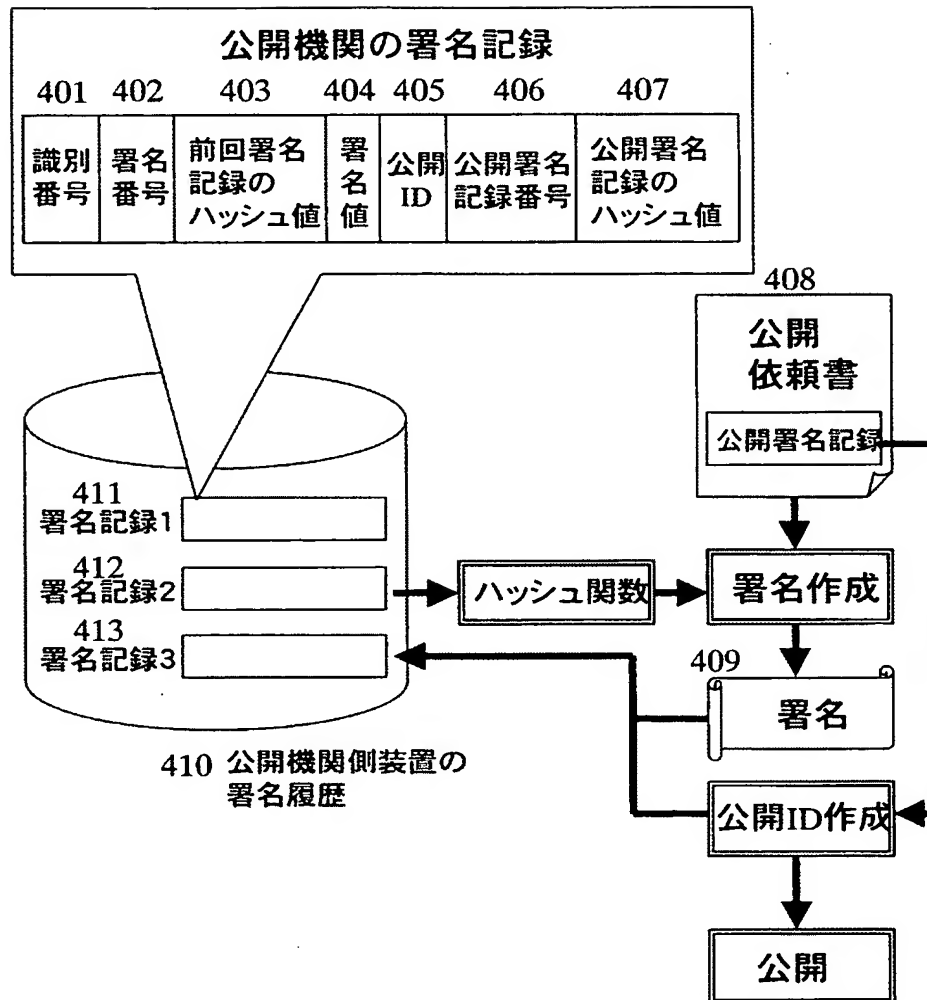 公開機関の署名記録
401 402 403 404 405 406 407
識別
番号
署名
番号
前回署名
記録の
ハッシュ値
署
名
値
公開
ID
公開署名
記録番号
公開署名
記録の
ハッシュ値
408
公開
依頼書
公開署名記録
411
署名記録1
412
署名記録2
413
署名記録3
ハッシュ関数
署名作成
409
署名
410 公開機関側装置の
署名履歴
公開ID作成
公開